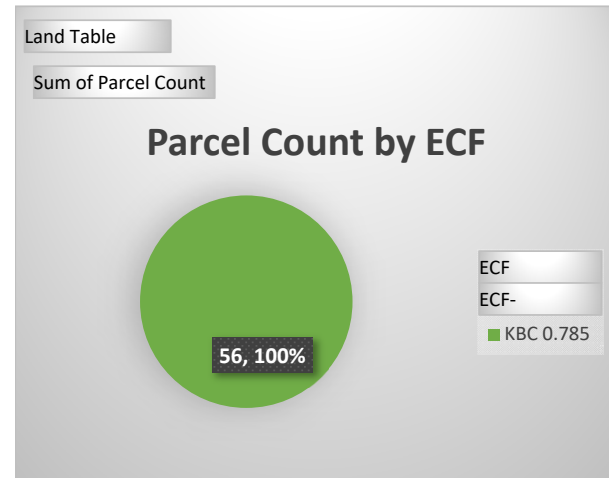 Land Table
Sum of Parcel Count
Parcel Count by ECF
56, 100%
ECF
ECF-
KBC 0.785